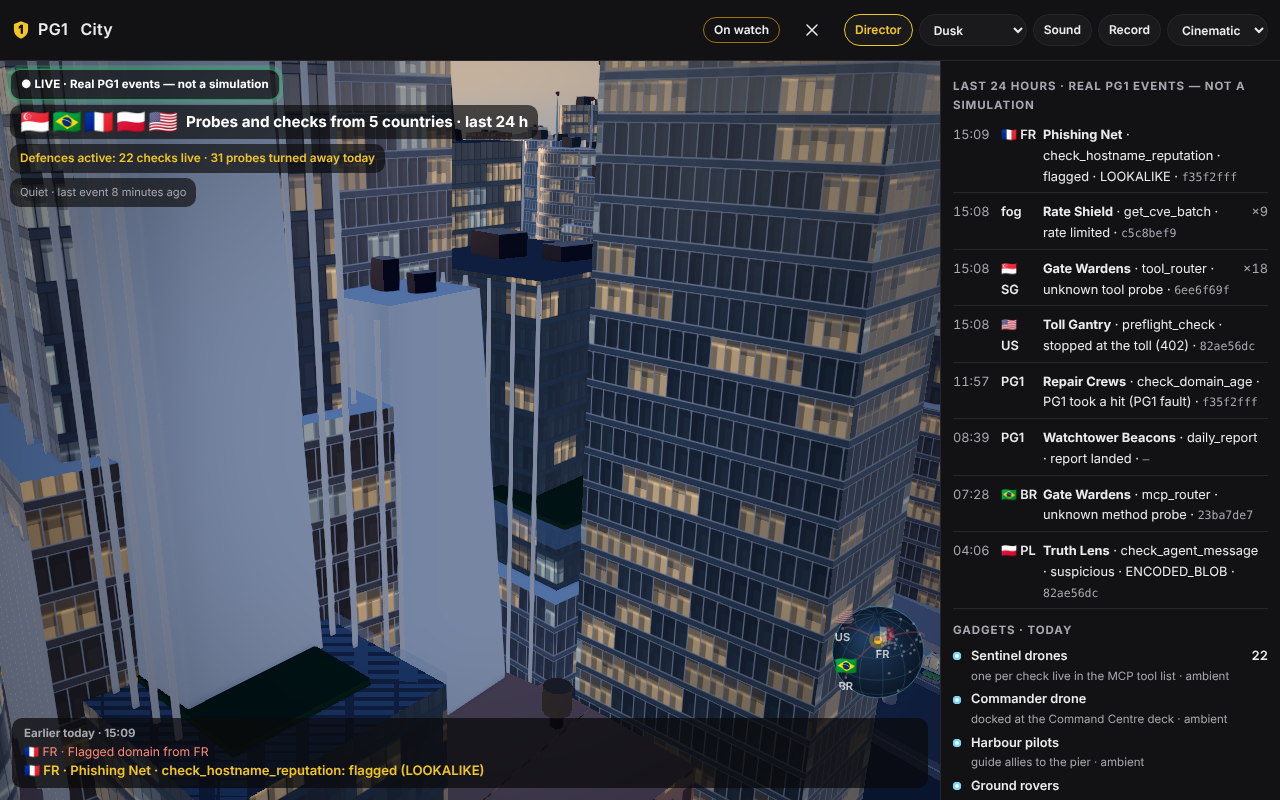 PG1 City
On watch
Director
Dusk
Sound
Record
Cinematic
LIVE · Real PG1 events — not a simulation
Probes and checks from 5 countries · last 24 h
Defences active: 22 checks live · 31 probes turned away today
Quiet · last event 8 minutes ago
US
FR
BR
Earlier today · 15:09
FR · Flagged domain from FR
FR · Phishing Net · check_hostname_reputation: flagged (LOOKALIKE)
LAST 24 HOURS · REAL PG1 EVENTS — NOT A
SIMULATION
15:09 FR Phishing Net ·
check_hostname_reputation ·
flagged · LOOKALIKE · f35f2fff
15:08 fog Rate Shield · get_cve_batch · ×9
rate limited · c5c8bef9
15:08 Gate Wardens · tool_router · ×18
SG unknown tool probe · 6ee6f69f
15:08 Toll Gantry · preflight_check ·
US stopped at the toll (402) · 82ae56dc
11:57 PG1 Repair Crews · check_domain_age ·
PG1 took a hit (PG1 fault) · f35f2fff
08:39 PG1 Watchtower Beacons · daily_report
· report landed · —
07:28 BR Gate Wardens · mcp_router ·
unknown method probe · 23ba7de7
04:06 PL Truth Lens · check_agent_message
· suspicious · ENCODED_BLOB ·
82ae56dc
GADGETS · TODAY
Sentinel drones 22
one per check live in the MCP tool list · ambient
Commander drone
docked at the Command Centre deck · ambient
Harbour pilots
guide allies to the pier · ambient
Ground rovers